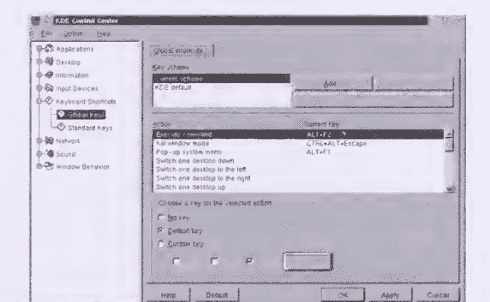 KDE Control Center
File Option Help
Applications
Desktop
Information
Input Devices
Keyboard Shortcuts
Global Keys
Standard Keys
Network
Sound
Window Behavior
Global shortcuts
Key scheme
Current scheme
KDE default
Add
Action Current key
Execute command ALT+F2
Kill window mode CTRL+ALT+Escape
Pop-up system menu ALT+F1
Switch one desktop down
Switch one desktop to the left
Switch one desktop to the right
Switch one desktop up
Choose a key for the selected action
No key
Default key
Custom key
Help Default OK Apply Cancel